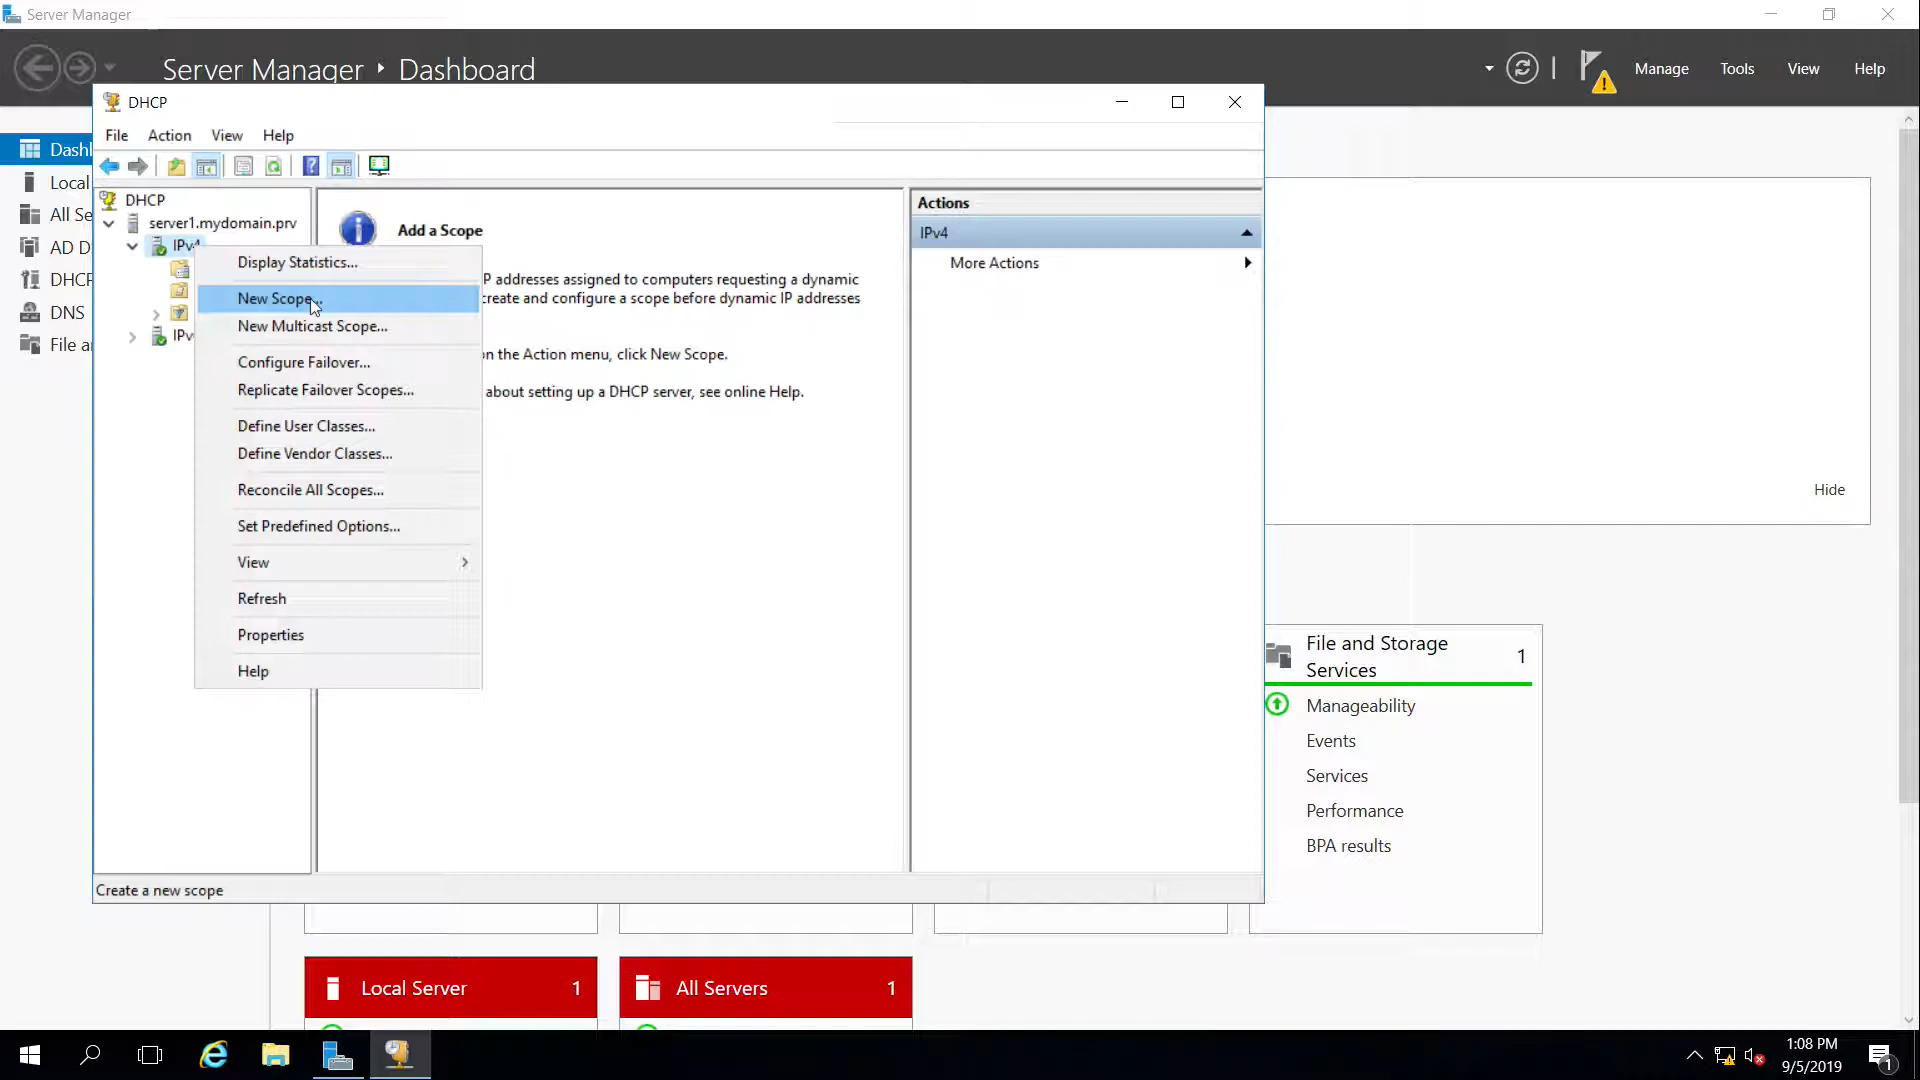 Server Manager
Server Manager ‣ Dashboard
Manage Tools View Help
DHCP
File Action View Help
Dashl
Local
All Se
AD D
DHCP
DNS
File ar
DHCP
server1.mydomain.prv
IPv4
IPv
Display Statistics...
New Scope...
New Multicast Scope...
Configure Failover...
Replicate Failover Scopes...
Define User Classes...
Define Vendor Classes...
Reconcile All Scopes...
Set Predefined Options...
View
Refresh
Properties
Help
Add a Scope
P addresses assigned to computers requesting a dynamic
create and configure a scope before dynamic IP addresses
on the Action menu, click New Scope.
about setting up a DHCP server, see online Help.
Actions
IPv4
More Actions
Create a new scope
Hide
File and Storage
Services
1
Manageability
Events
Services
Performance
BPA results
Local Server 1
All Servers 1
1:08 PM
9/5/2019
1